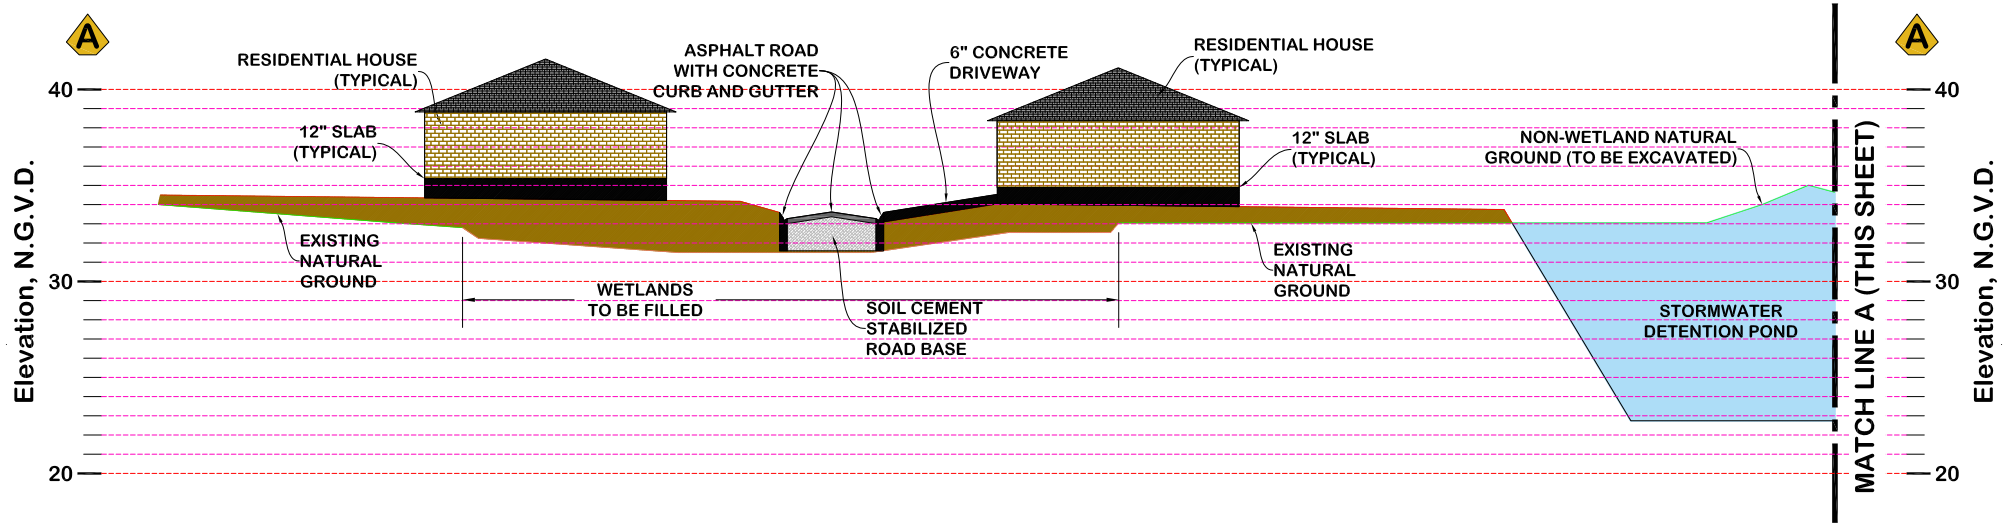 A
A
RESIDENTIAL HOUSE
(TYPICAL)
ASPHALT ROAD
WITH CONCRETE
CURB AND GUTTER
6" CONCRETE
DRIVEWAY
RESIDENTIAL HOUSE
(TYPICAL)
40
40
12" SLAB
(TYPICAL)
12" SLAB
(TYPICAL)
NON-WETLAND NATURAL
GROUND (TO BE EXCAVATED)
EXISTING
NATURAL
GROUND
EXISTING
NATURAL
GROUND
30
30
WETLANDS
TO BE FILLED
SOIL CEMENT
STABILIZED
ROAD BASE
STORMWATER
DETENTION POND
20
20
Elevation, N.G.V.D.
MATCH LINE A (THIS SHEET)
Elevation, N.G.V.D.